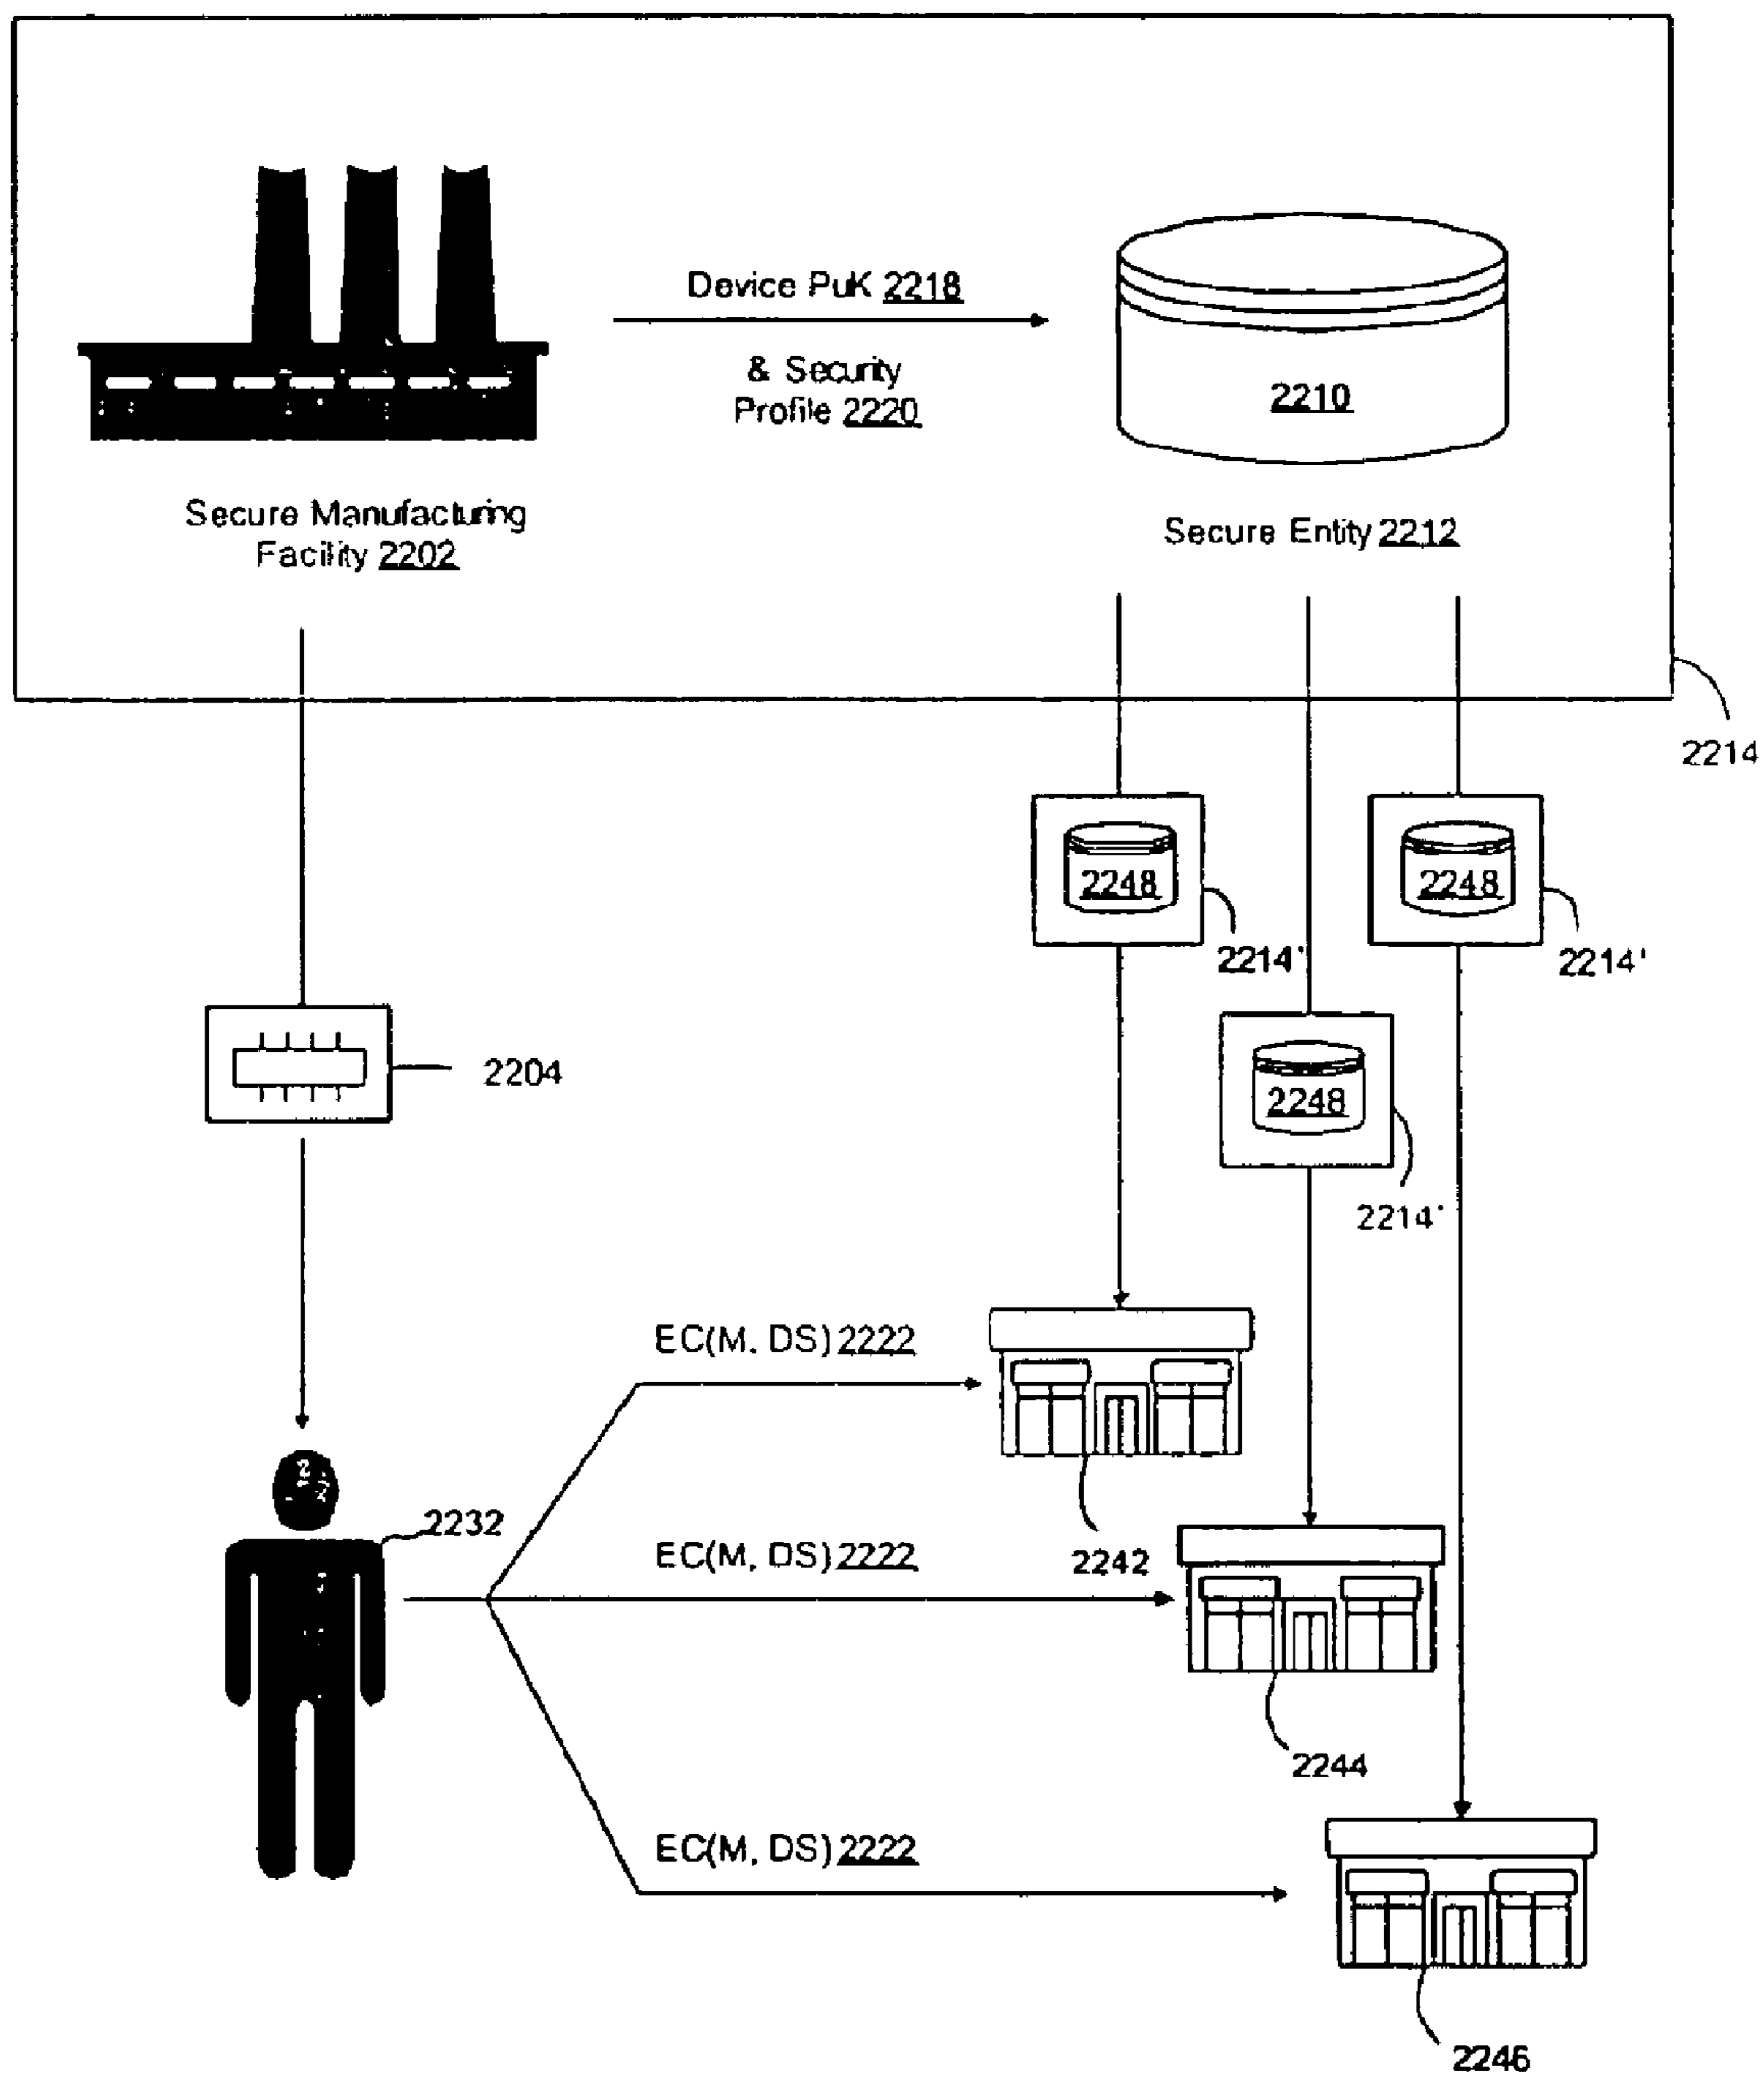 Device PuK 2218
& Security
Profile 2220
2210
Secure Manufacturing
Facility 2202
Secure Entity 2212
2214
2248
2248
2214'
2214'
2204
2248
2214'
EC(M, DS) 2222
2232
2242
EC(M, DS) 2222
2244
EC(M, DS) 2222
2246